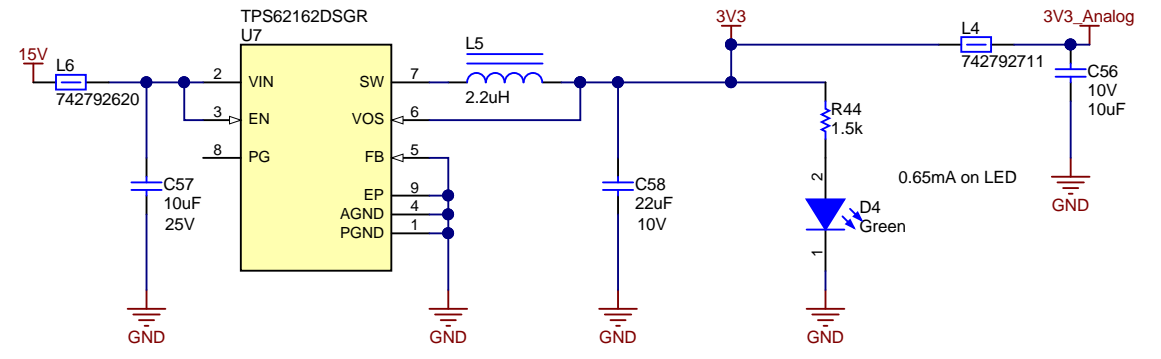 TPS62162DSGR
U7
3V3
3V3_Analog
15V
L6
742792620
L5
2.2uH
L4
742792711
C56
10V
10uF
2
VIN
SW
7
3
EN
VOS
6
8
PG
FB
5
EP
9
AGND
4
PGND
1
C57
10uF
25V
C58
22uF
10V
R44
1.5k
2
0.65mA on LED
D4
Green
1
GND
GND
GND
GND
GND